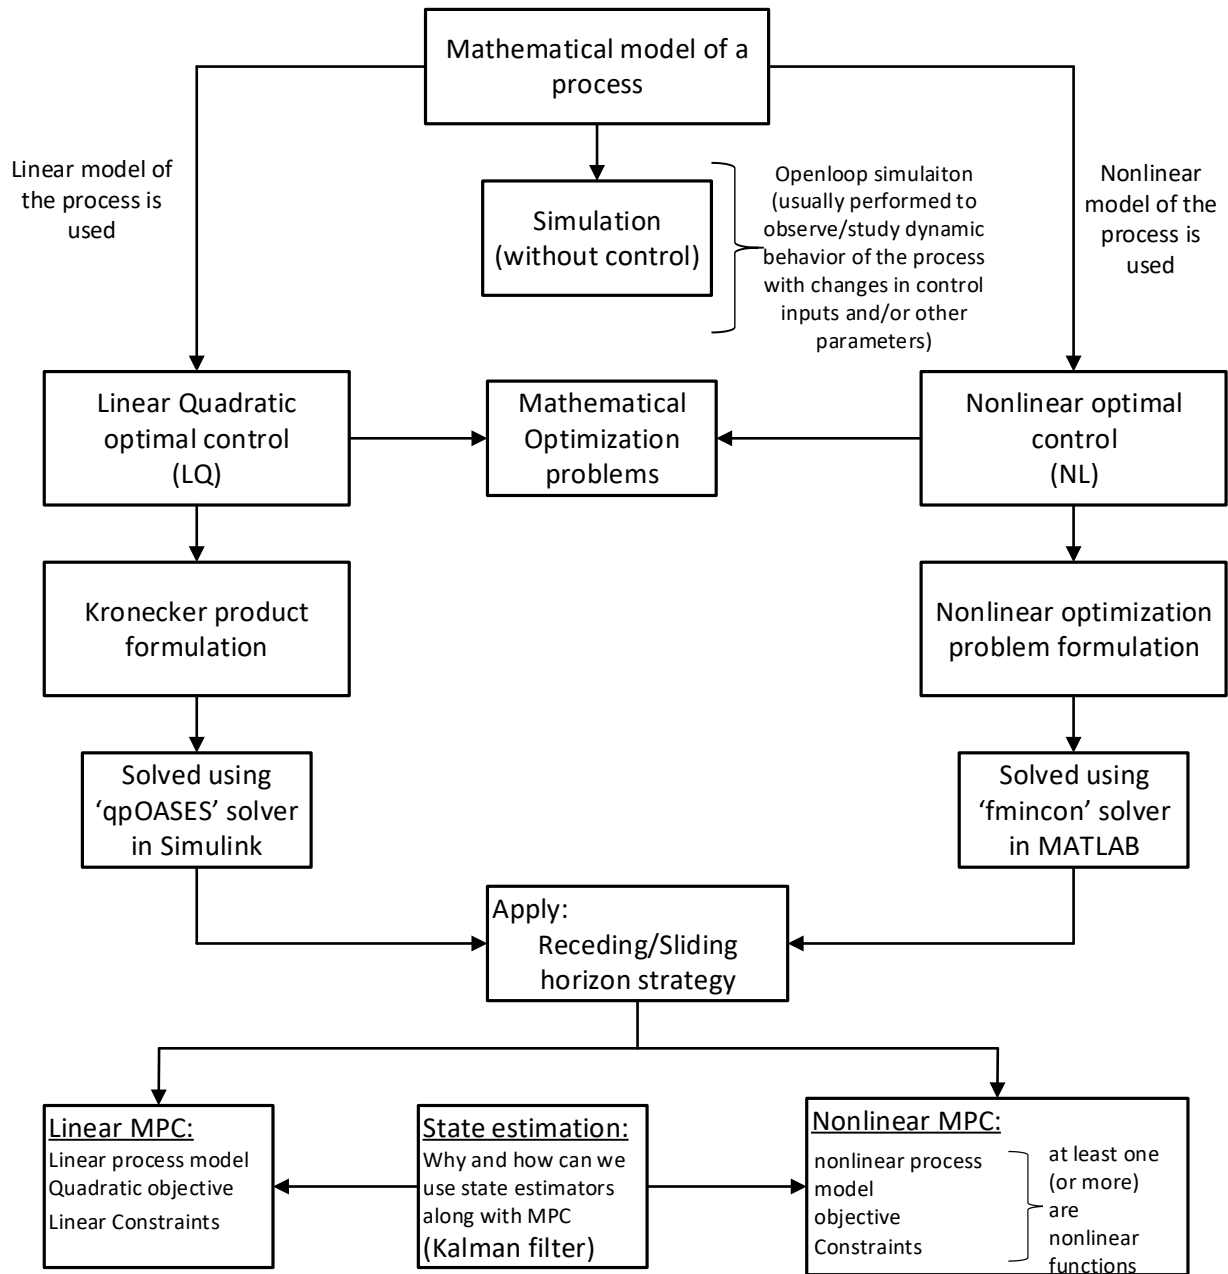 Mathematical model of a
process
Linear model of
the process is
used
Simulation
(without control)
Openloop simulaiton
(usually performed to
observe/study dynamic
behavior of the process
with changes in control
inputs and/or other
parameters)
Nonlinear
model of the
process is
used
Linear Quadratic
optimal control
(LQ)
Mathematical
Optimization
problems
Nonlinear optimal
control
(NL)
Kronecker product
formulation
Nonlinear optimization
problem formulation
Solved using
‘qpOASES’ solver
in Simulink
Solved using
‘fmincon’ solver
in MATLAB
Apply:
Receding/Sliding
horizon strategy
Linear MPC:
Linear process model
Quadratic objective
Linear Constraints
State estimation:
Why and how can we
use state estimators
along with MPC
(Kalman filter)
Nonlinear MPC:
nonlinear process
model
objective
Constraints
at least one
(or more)
are
nonlinear
functions